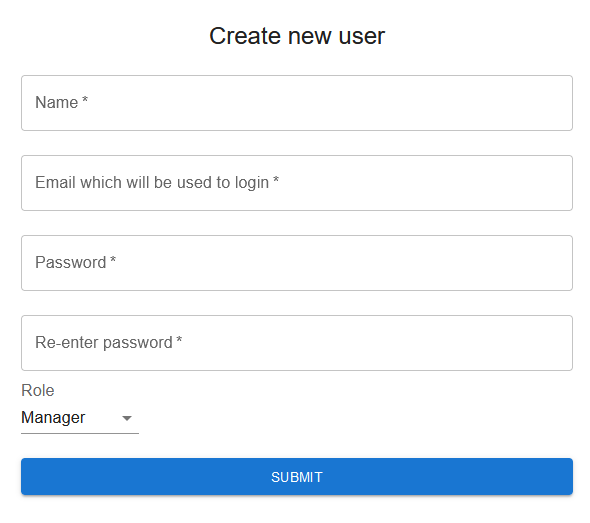 Create new user
Name *
Email which will be used to login *
Password *
Re-enter password *
Role
Manager
SUBMIT